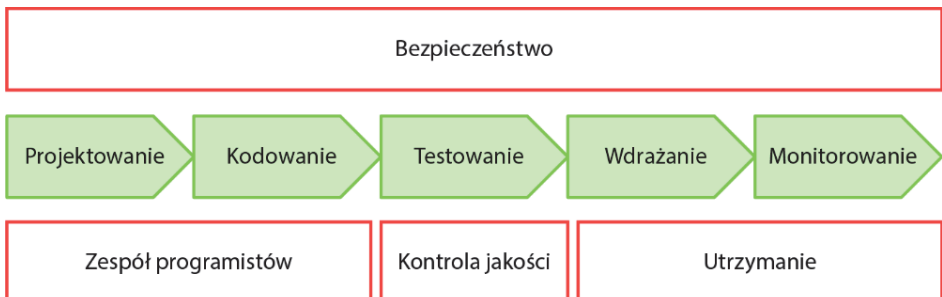 Bezpieczeństwo
Projektowanie
Kodowanie
Testowanie
Wdrażanie
Monitorowanie
Zespół programistów
Kontrola jakości
Utrzymanie